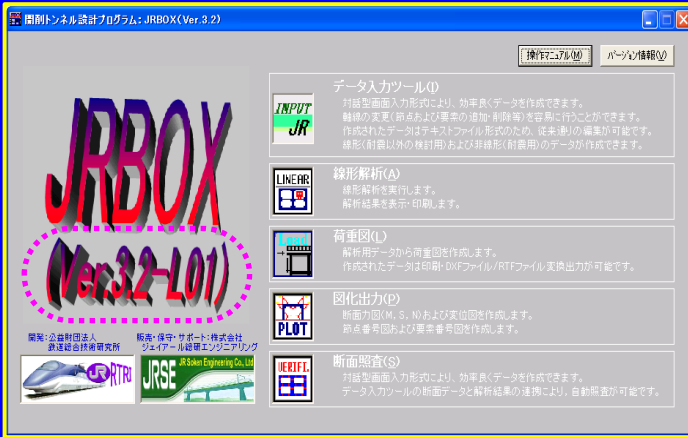 開削トンネル設計プログラム：JRBOX(Ver.3.2)
操作マニュアル(M)
バージョン情報(V)
JRBOX
(Ver.3.2-L01)
開発：公益財団法人
鉄道総合技術研究所
販売・保守・サポート：株式会社
ジェイアール総研エンジニアリング
RTRI
JRSE
JR Soken Engineering Co., Ltd
INPUT
JR
データ入力ツール(I)
対話型画面入力形式により、効率良くデータを作成できます。
軸線の変更(節点および要素の追加・削除等)を容易に行うことができます。
作成されたデータはテキストファイル形式のため、従来通りの編集が可能です。
線形(耐震以外の検討用)および非線形(耐震用)のデータが作成できます。
LINEAR
線形解析(A)
線形解析を実行します。
解析結果を表示・印刷します。
Load
荷重図(L)
解析用データから荷重図を作成します。
作成されたデータは印刷・DXFファイル/RTFファイル変換出力が可能です。
PLOT
図化出力(P)
断面力図(M, S, N)および変位図を作成します。
節点番号図および要素番号図を作成します。
VERIFI.
断面照査(S)
対話型画面入力形式により、効率良くデータを作成できます。
データ入力ツールの断面データと解析結果の連携により、自動照査が可能です。